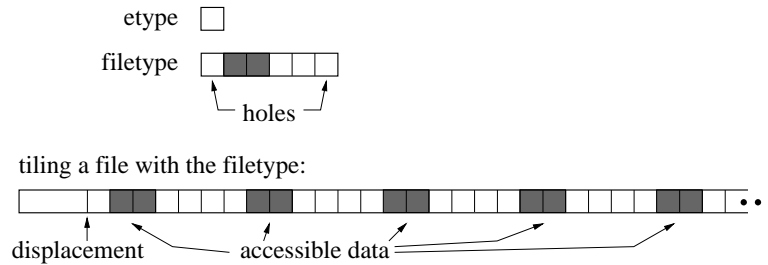 etype
filetype
holes
tiling a file with the filetype:
displacement accessible data